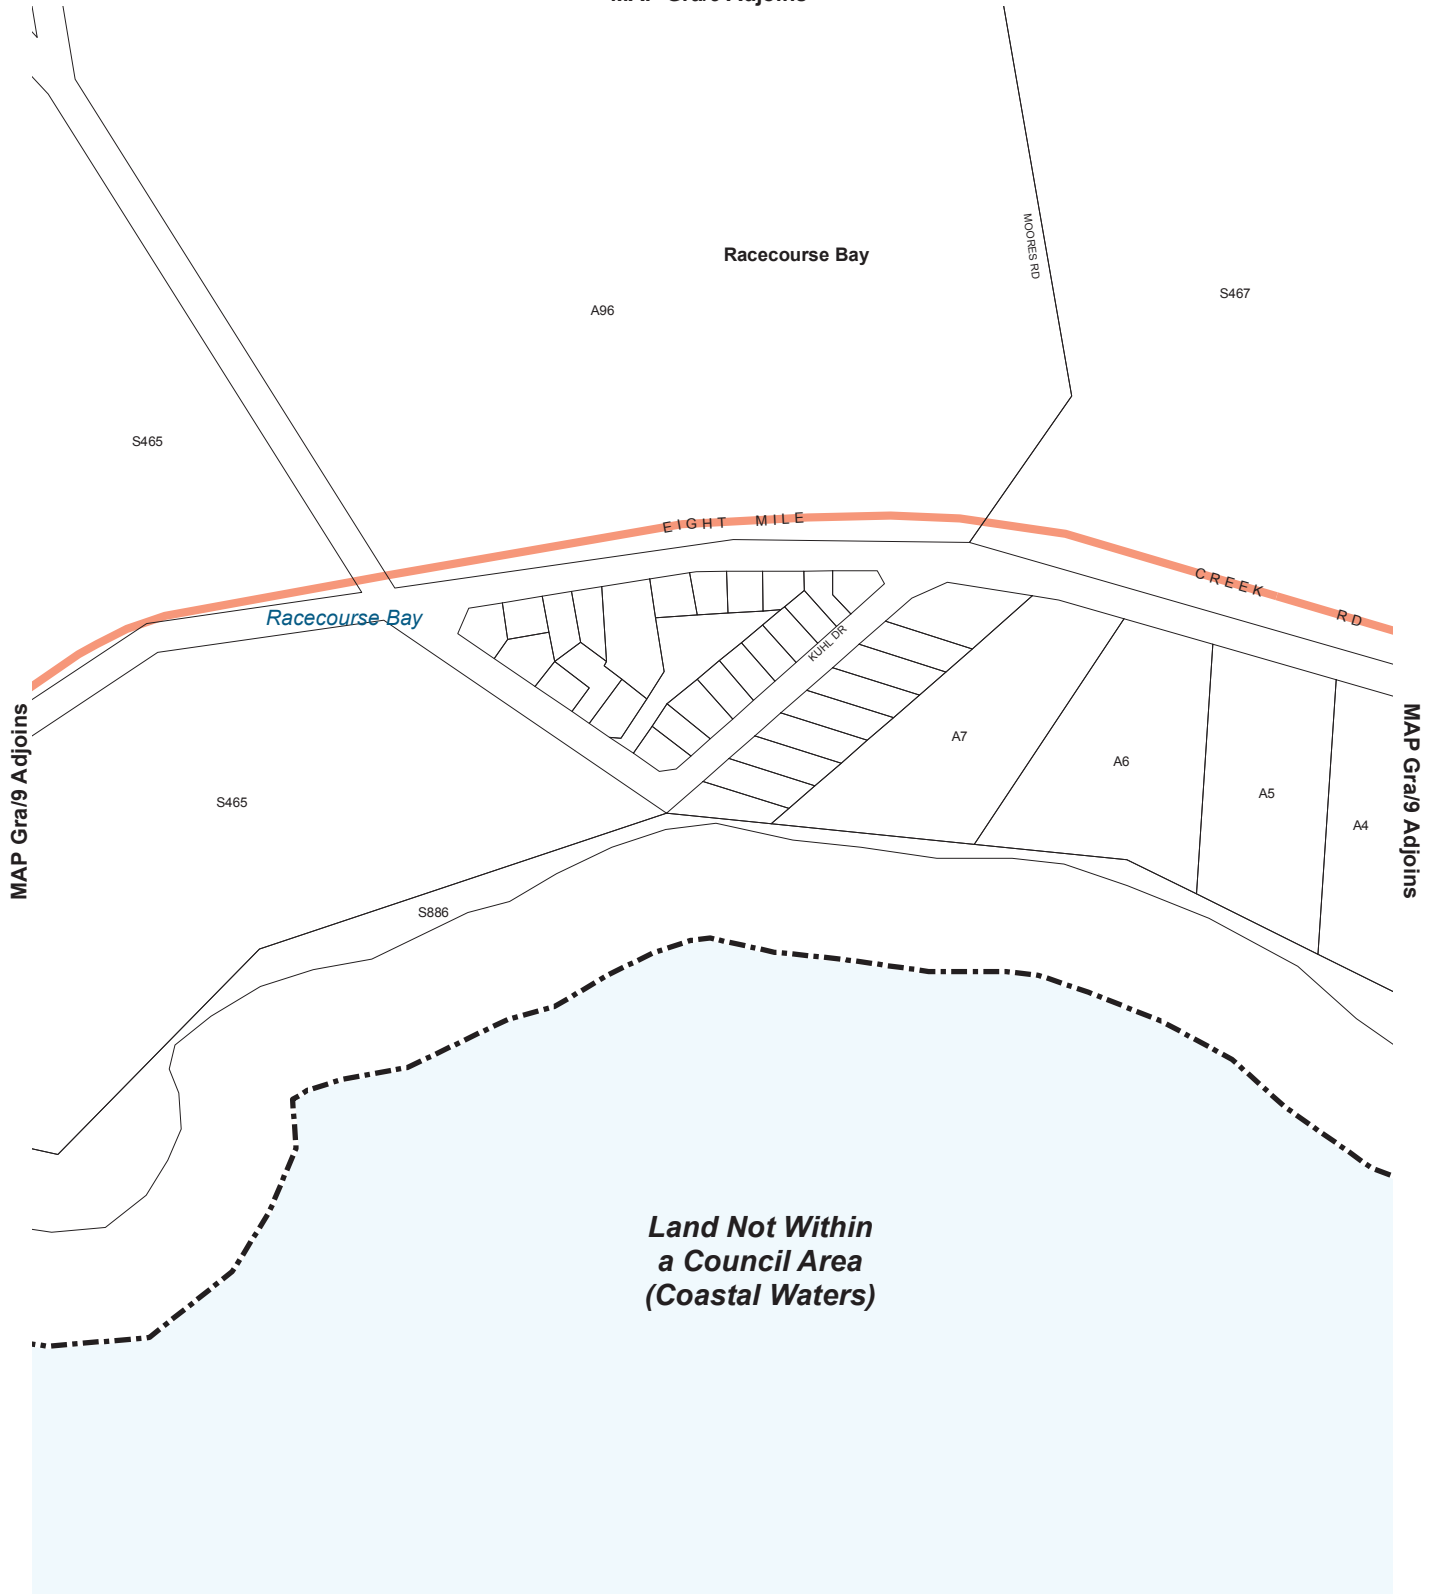 MOORES RD
Racecourse Bay
S467
A96
S465
EIGHT MILE
CREEK
RD
Racecourse Bay
KUHL DR
MAP Gra/9 Adjoins
MAP Gra/9 Adjoins
A7
A6
A5
S465
A4
S886
Land Not Within
a Council Area
(Coastal Waters)